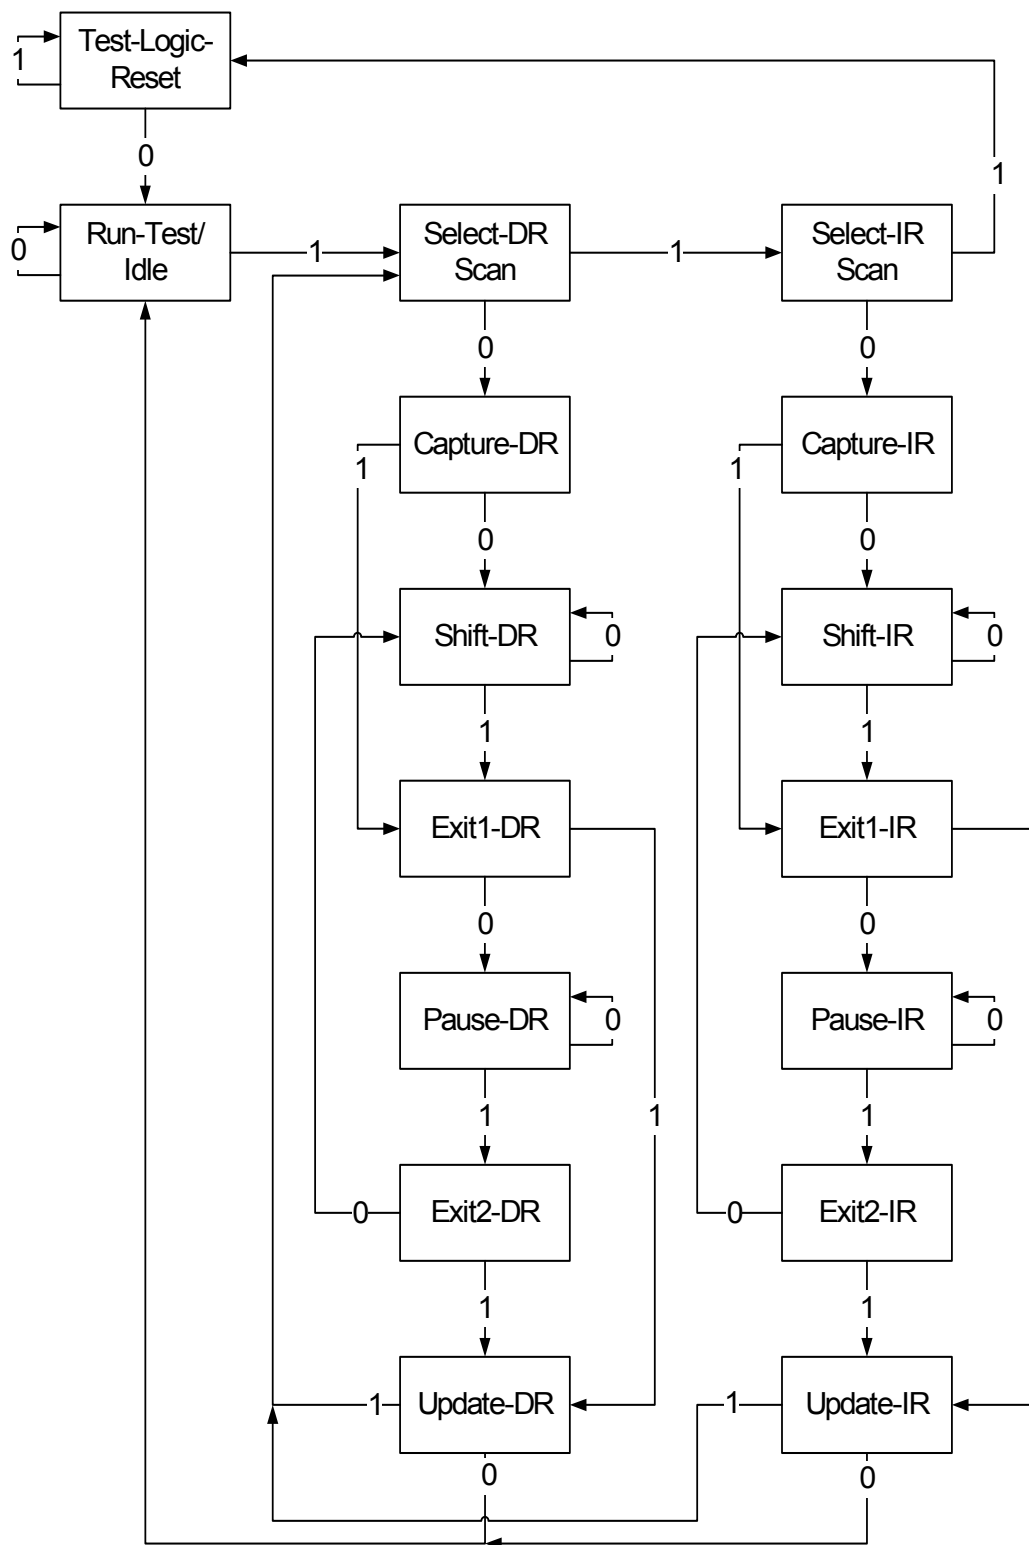 Test-Logic-
Reset
1
0
1
Run-Test/
Idle
0
1
Select-DR
Scan
1
Select-IR
Scan
0
0
Capture-DR
Capture-IR
1
1
0
0
Shift-DR
0
Shift-IR
0
1
1
Exit1-DR
Exit1-IR
0
0
Pause-DR
0
Pause-IR
0
1
1
1
0
Exit2-DR
0
Exit2-IR
1
1
1
Update-DR
1
Update-IR
0
0